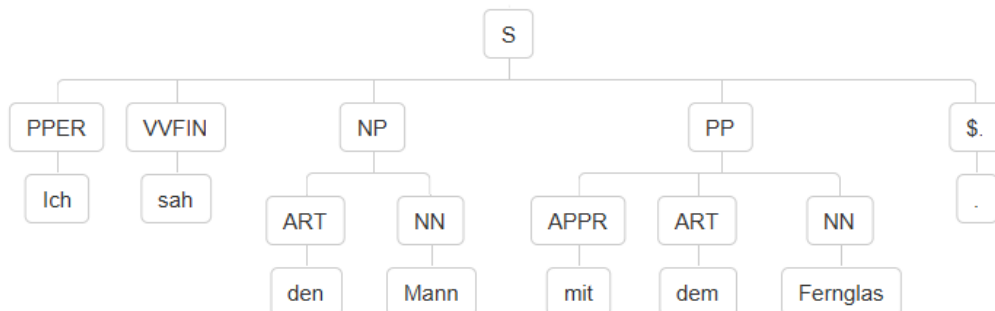 S
PPER VVFIN NP PP $.
Ich sah .
ART NN APPR ART NN
den Mann mit dem Fernglas